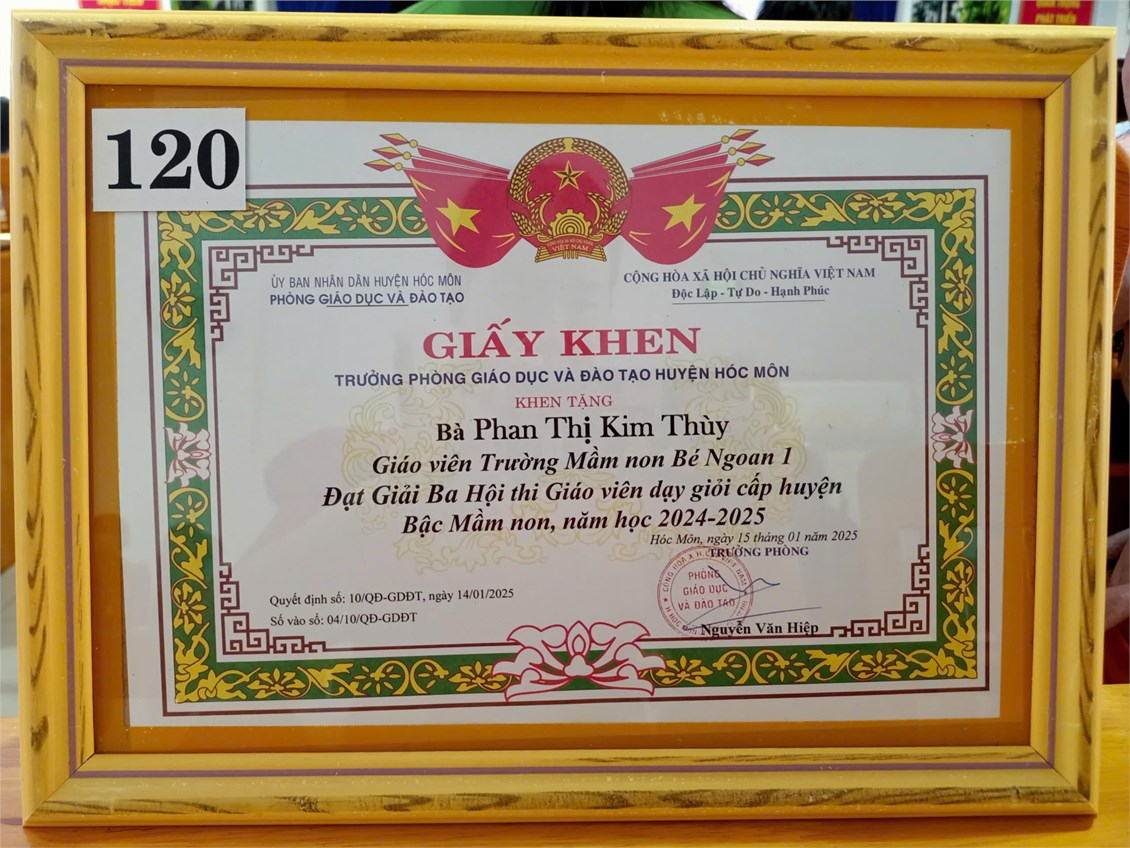 120
VIỆT NAM
ỦY BAN NHÂN DÂN HUYỆN HÓC MÔN
PHÒNG GIÁO DỤC VÀ ĐÀO TẠO
CỘNG HÒA XÃ HỘI CHỦ NGHĨA VIỆT NAM
Độc Lập - Tự Do - Hạnh Phúc
GIẤY KHEN
TRƯỞNG PHÒNG GIÁO DỤC VÀ ĐÀO TẠO HUYỆN HÓC MÔN
KHEN TẶNG
Bà Phan Thị Kim Thùy
Giáo viên Trường Mầm non Bé Ngoan 1
Đạt Giải Ba Hội thi Giáo viên dạy giỏi cấp huyện
Bậc Mầm non, năm học 2024-2025
Hóc Môn, ngày 15 tháng 01 năm 2025
TRƯỞNG PHÒNG
PHÒNG
GIÁO DỤC
VÀ ĐÀO TẠO
Quyết định số: 10/QĐ-GDĐT, ngày 14/01/2025
Số vào số: 04/10/QĐ-GDĐT
Nguyễn Văn Hiệp